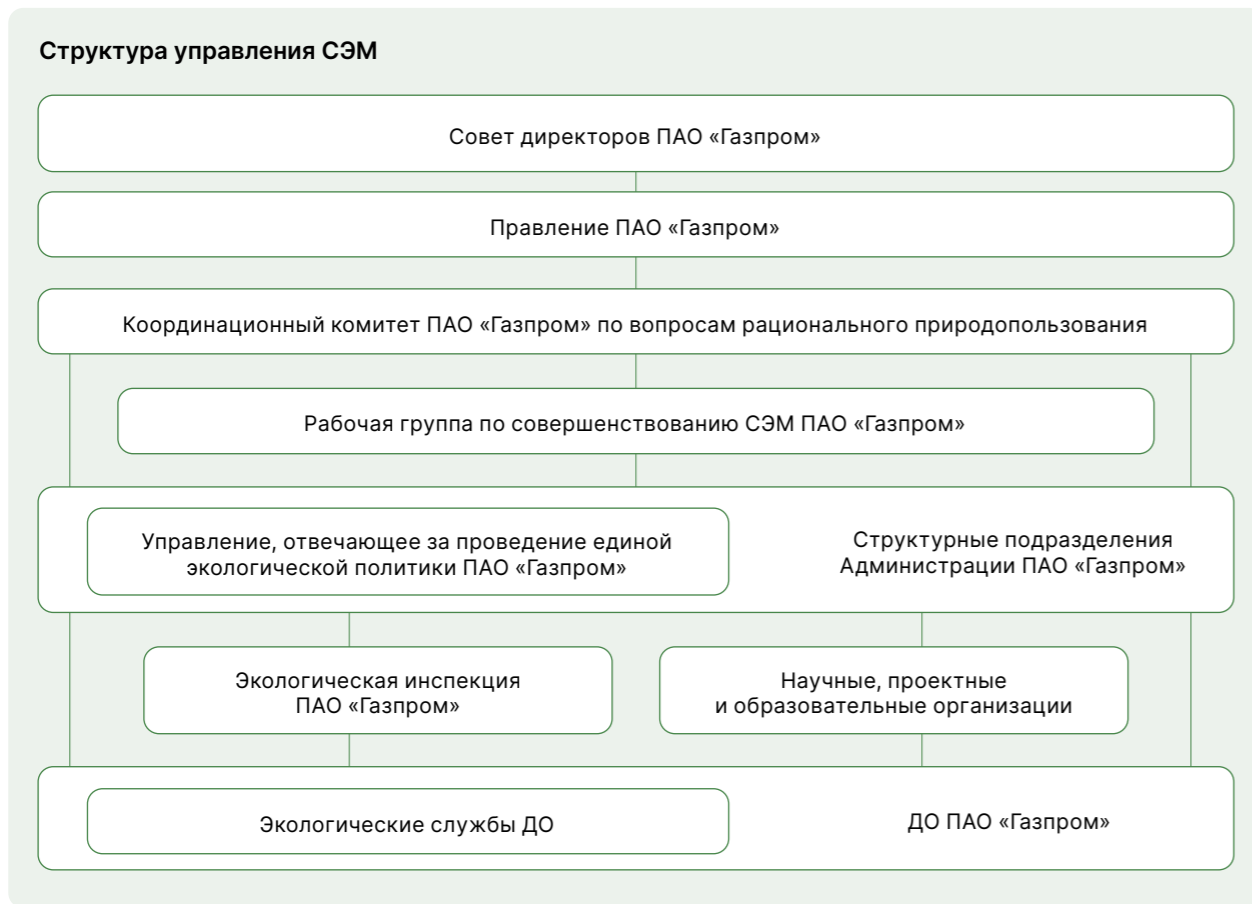 Структура управления СЭМ
Совет директоров ПАО «Газпром»
Правление ПАО «Газпром»
Координационный комитет ПАО «Газпром» по вопросам рационального природопользования
Рабочая группа по совершенствованию СЭМ ПАО «Газпром»
Управление, отвечающее за проведение единой
экологической политики ПАО «Газпром»
Структурные подразделения
Администрации ПАО «Газпром»
Экологическая инспекция
ПАО «Газпром»
Научные, проектные
и образовательные организации
Экологические службы ДО
ДО ПАО «Газпром»